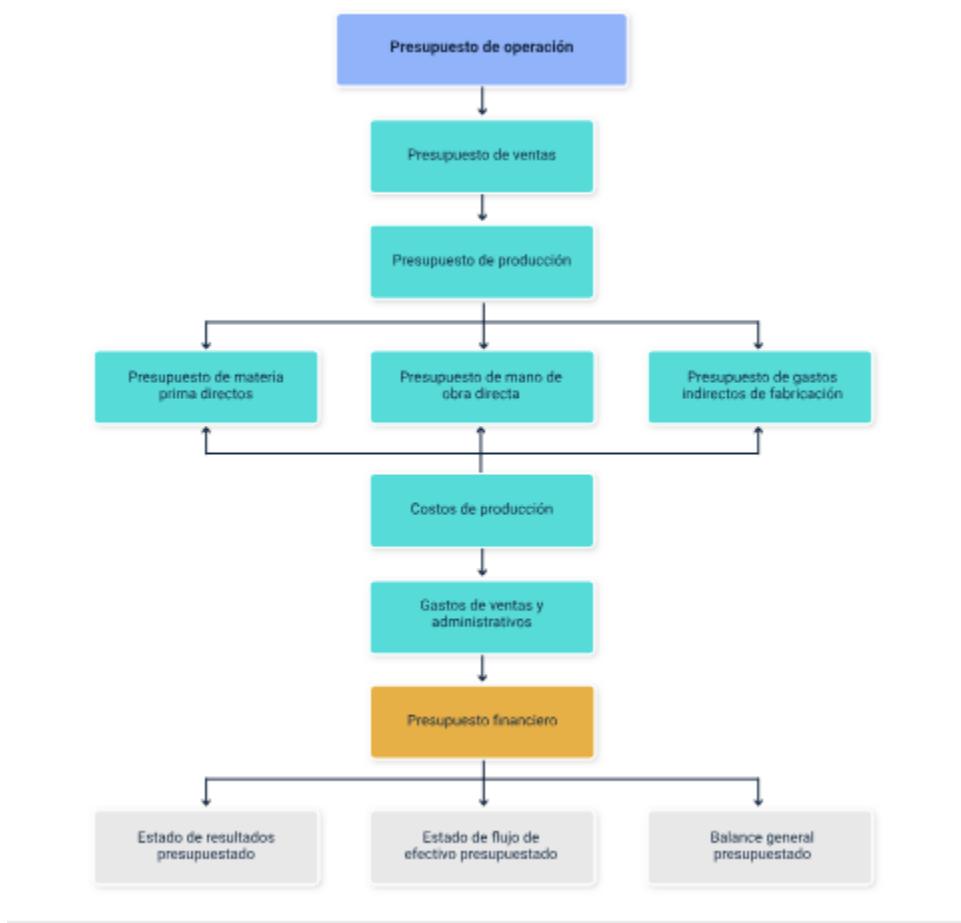 Presupuesto de operación
Presupuesto de ventas
Presupuesto de producción
Presupuesto de materia
prima directos
Presupuesto de mano de
obra directa
Presupuesto de gastos
indirectos de fabricación
Costos de producción
Gastos de ventas y
administrativos
Presupuesto financiero
Estado de resultados
presupuestado
Estado de flujo de
efectivo presupuestado
Balance general
presupuestado